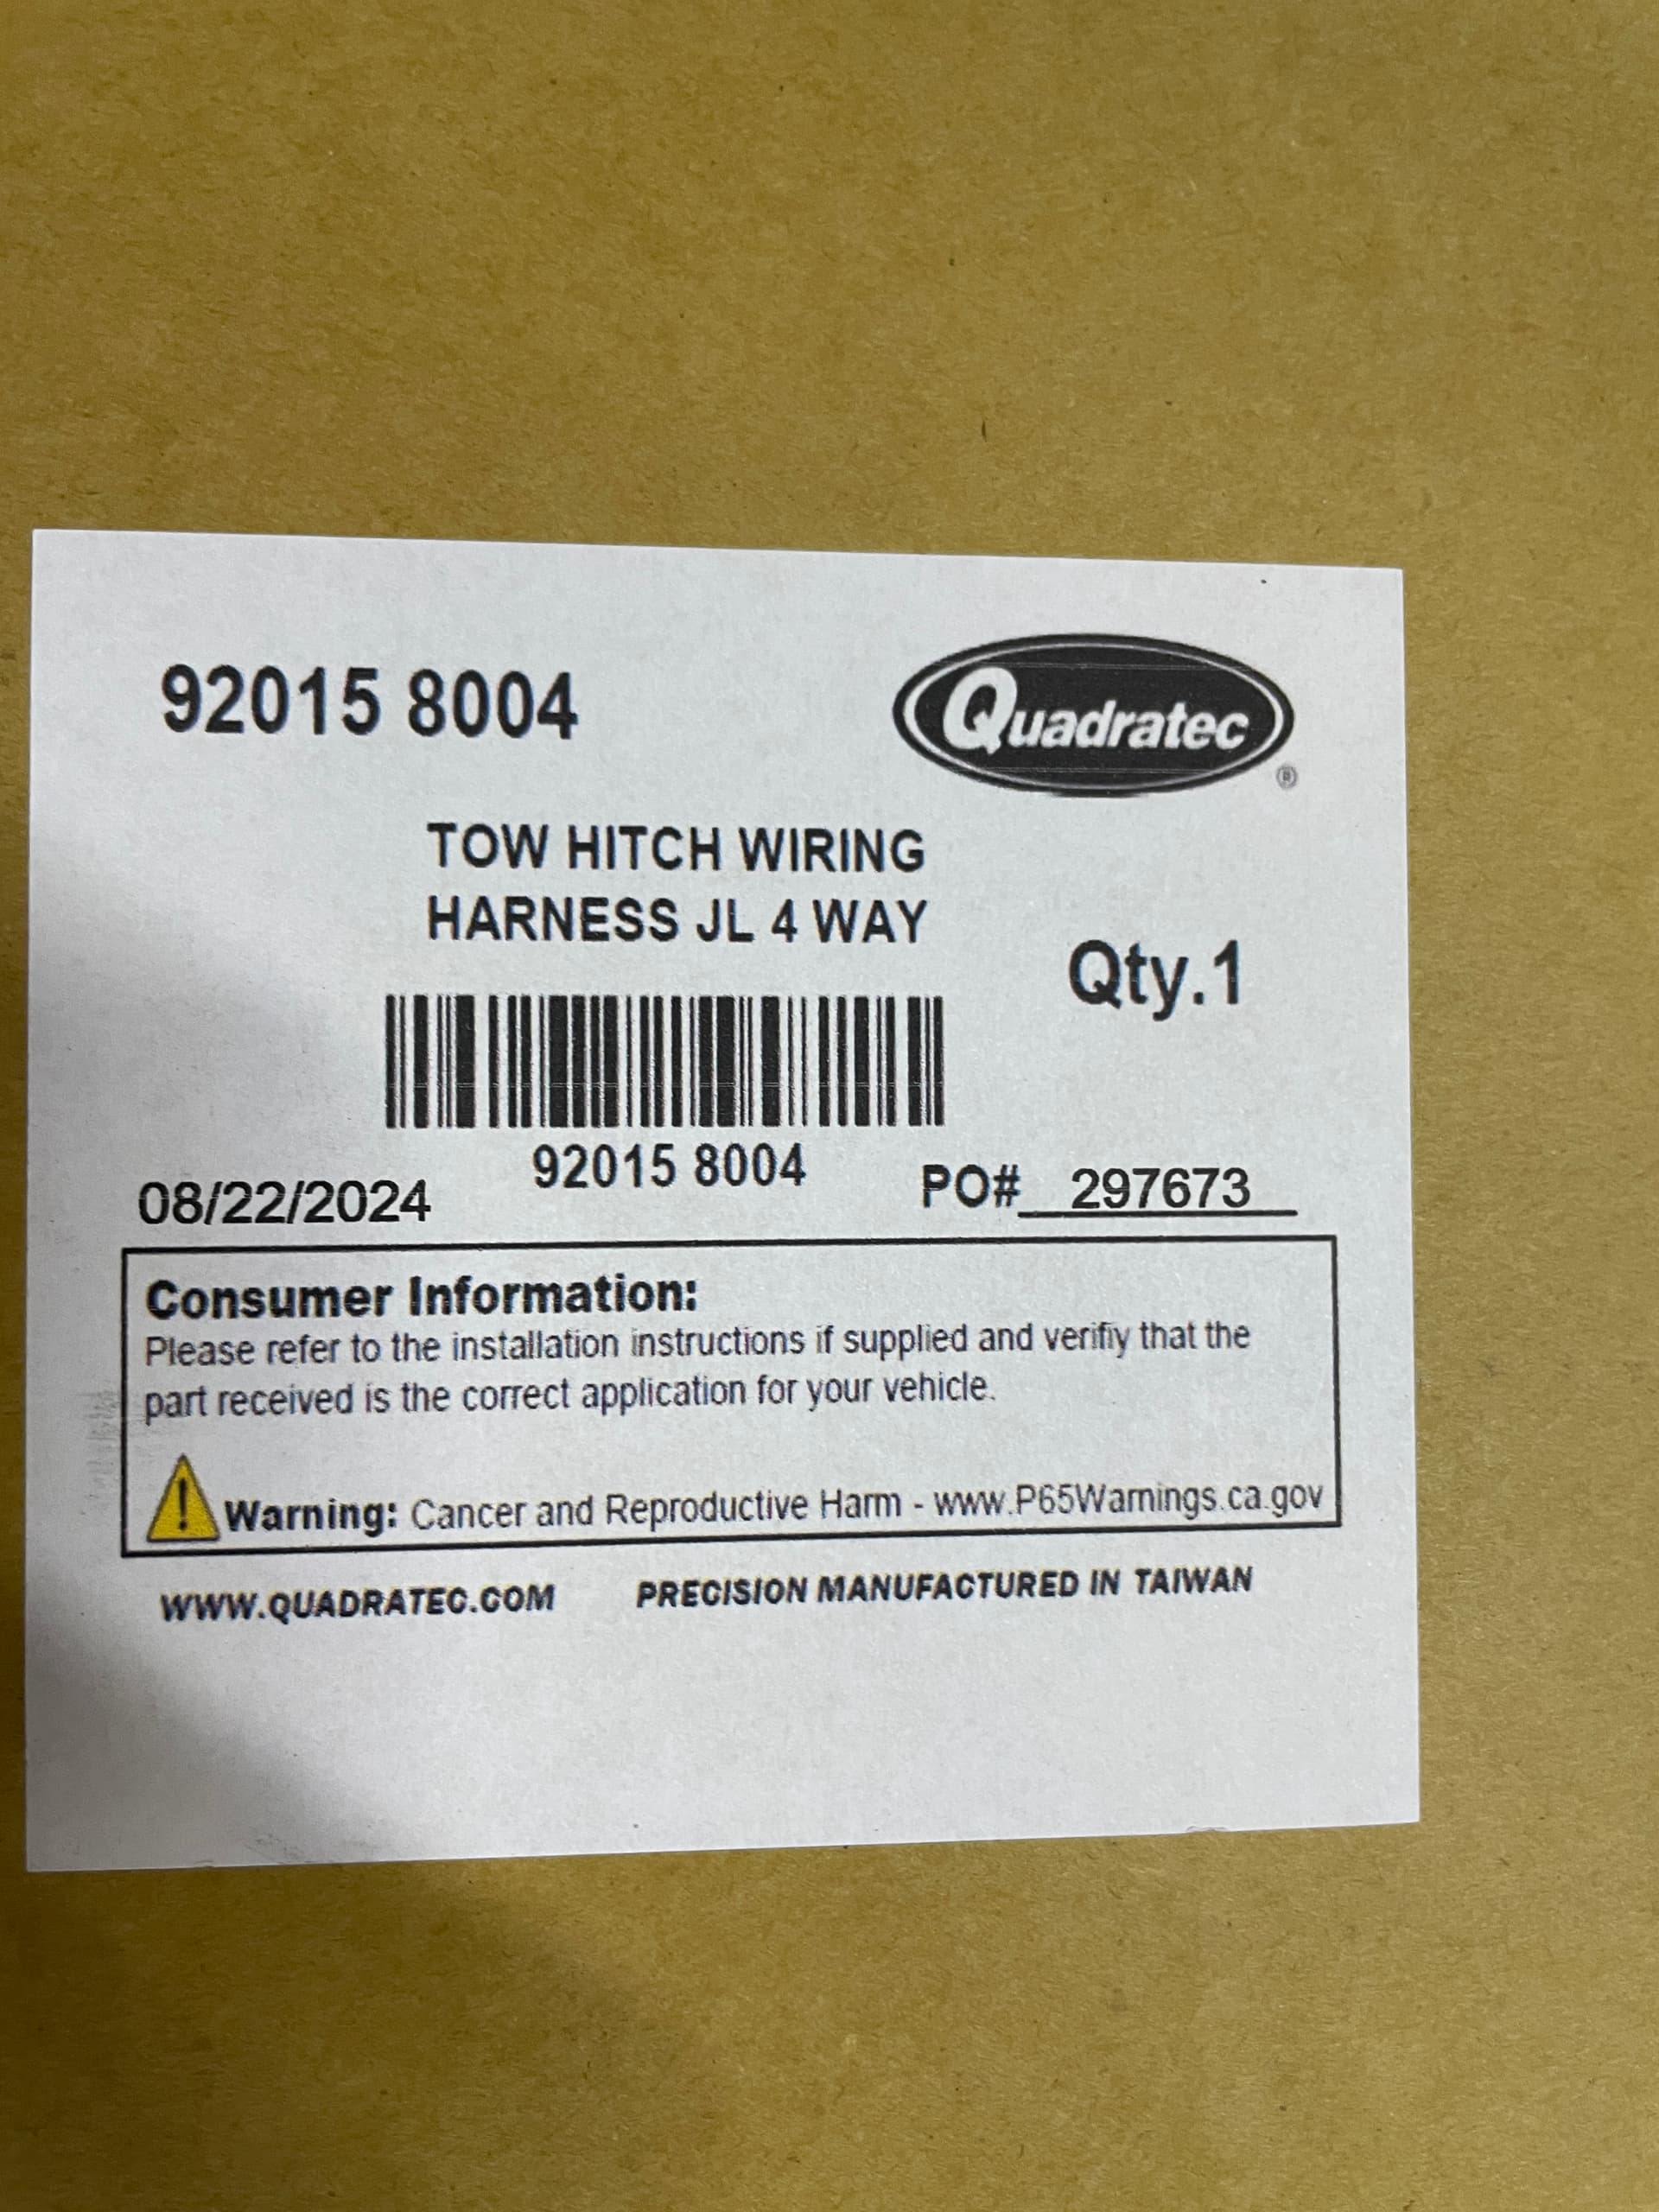 92015 8004
Quadratec
®
TOW HITCH WIRING
HARNESS JL 4 WAY
Qty.1
92015 8004
08/22/2024
PO# 297673
Consumer Information:
Please refer to the installation instructions if supplied and verifiy that the
part received is the correct application for your vehicle.
Warning: Cancer and Reproductive Harm - www.P65Warnings.ca.gov
WWW.QUADRATEC.COM PRECISION MANUFACTURED IN TAIWAN